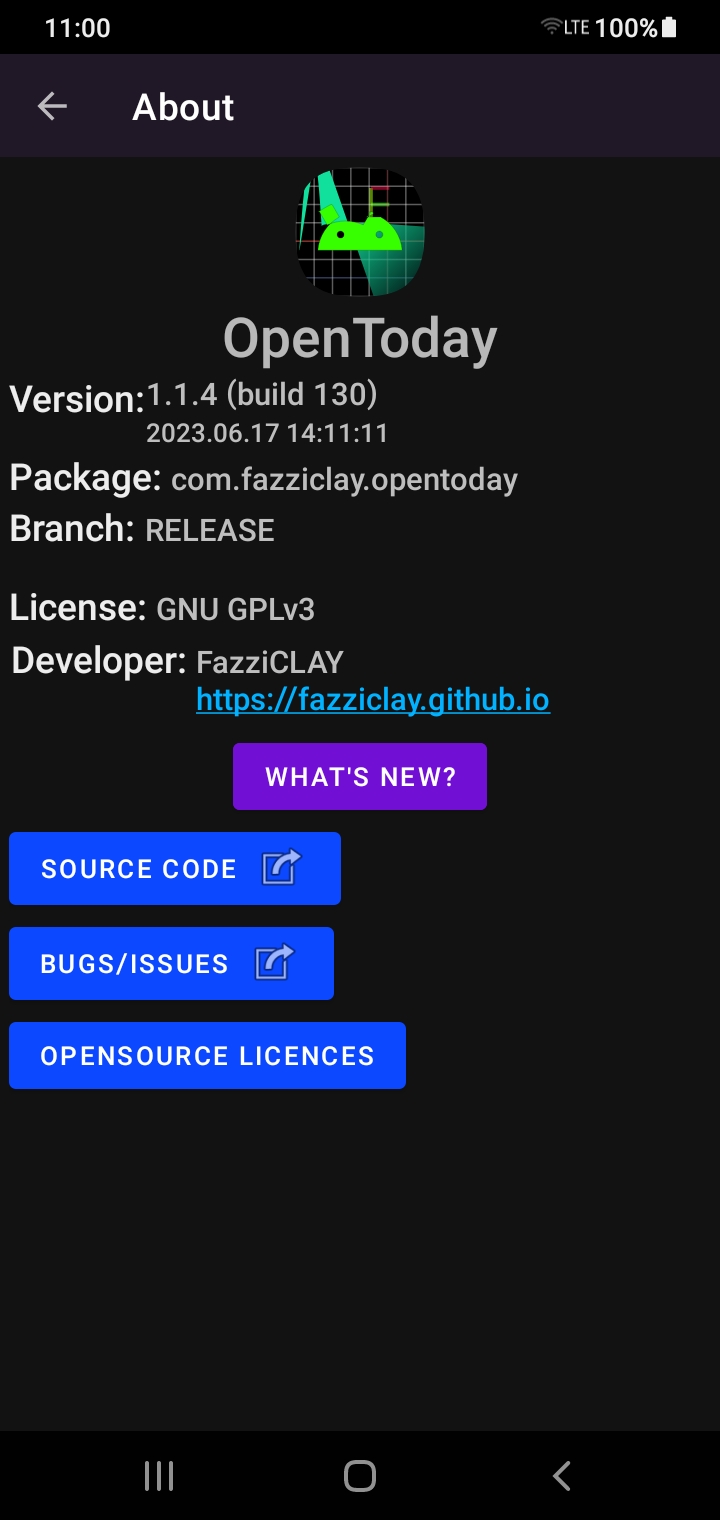 11:00 LTE 100%
About
OpenToday
Version: 1.1.4 (build 130)
2023.06.17 14:11:11
Package: com.fazziclay.opentoday
Branch: RELEASE
License: GNU GPLv3
Developer: FazziCLAY
https://fazziclay.github.io
WHAT'S NEW?
SOURCE CODE
BUGS/ISSUES
OPENSOURCE LICENCES